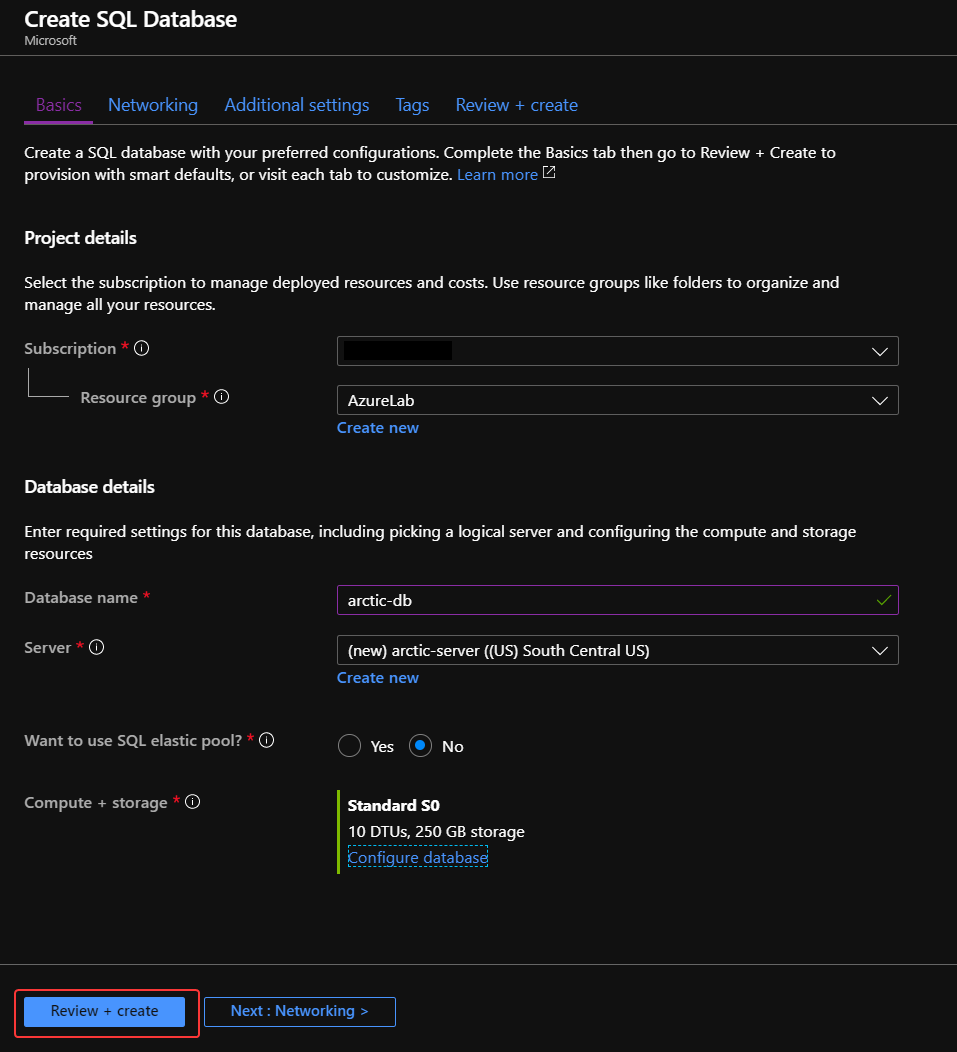 Create SQL Database
Microsoft
Basics Networking Additional settings Tags Review + create
Create a SQL database with your preferred configurations. Complete the Basics tab then go to Review + Create to
provision with smart defaults, or visit each tab to customize. Learn more
Project details
Select the subscription to manage deployed resources and costs. Use resource groups like folders to organize and
manage all your resources.
Subscription *
Resource group * AzureLab
Create new
Database details
Enter required settings for this database, including picking a logical server and configuring the compute and storage
resources
Database name * arctic-db
Server * (new) arctic-server ((US) South Central US)
Create new
Want to use SQL elastic pool? * Yes No
Compute + storage * Standard S0
10 DTUs, 250 GB storage
Configure database
Review + create Next : Networking >